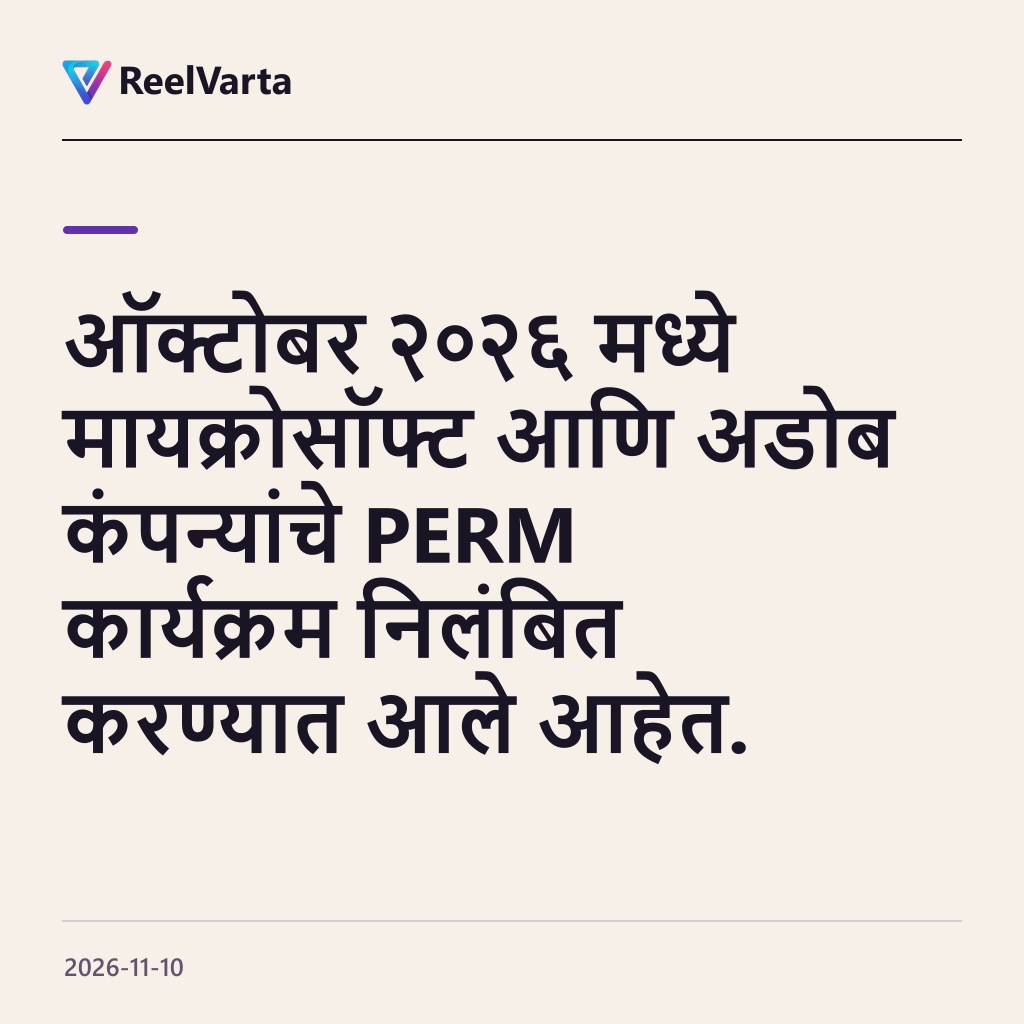 ReelVarta
ऑक्टोबर २०२६ मध्ये
मायक्रोसॉफ्ट आणि अडोब
कंपन्यांचे PERM
कार्यक्रम निलंबित
करण्यात आले आहेत.
2026-11-10